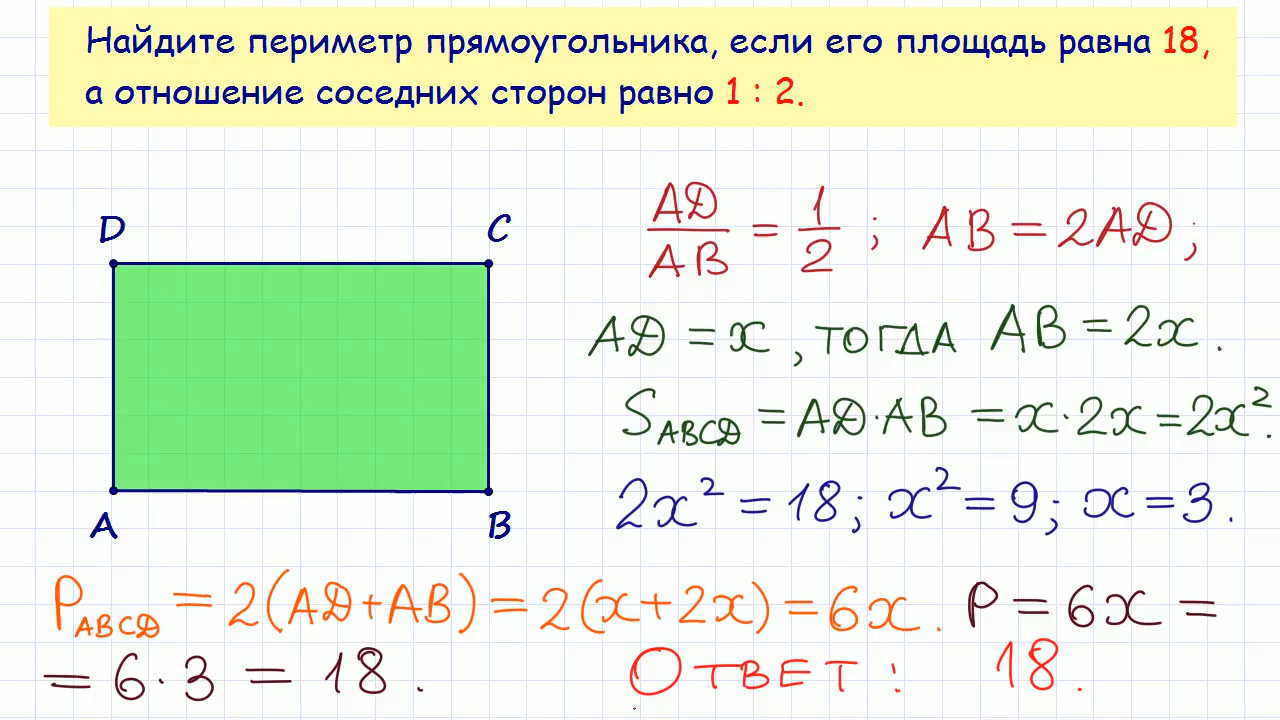 Найдите периметр прямоугольника, если его площадь равна 18,
а отношение соседних сторон равно 1 : 2.
D
C
A
B
AD/AB = 1/2 ; AB = 2AD ;
AD = x , ТОГДА AB = 2x .
S_ABCD = AD · AB = x · 2x = 2x².
2x² = 18 ; x² = 9 ; x = 3 .
P_ABCD = 2(AD + AB) = 2(x + 2x) = 6x . P = 6x =
= 6 · 3 = 18 . ОТВЕТ : 18 .